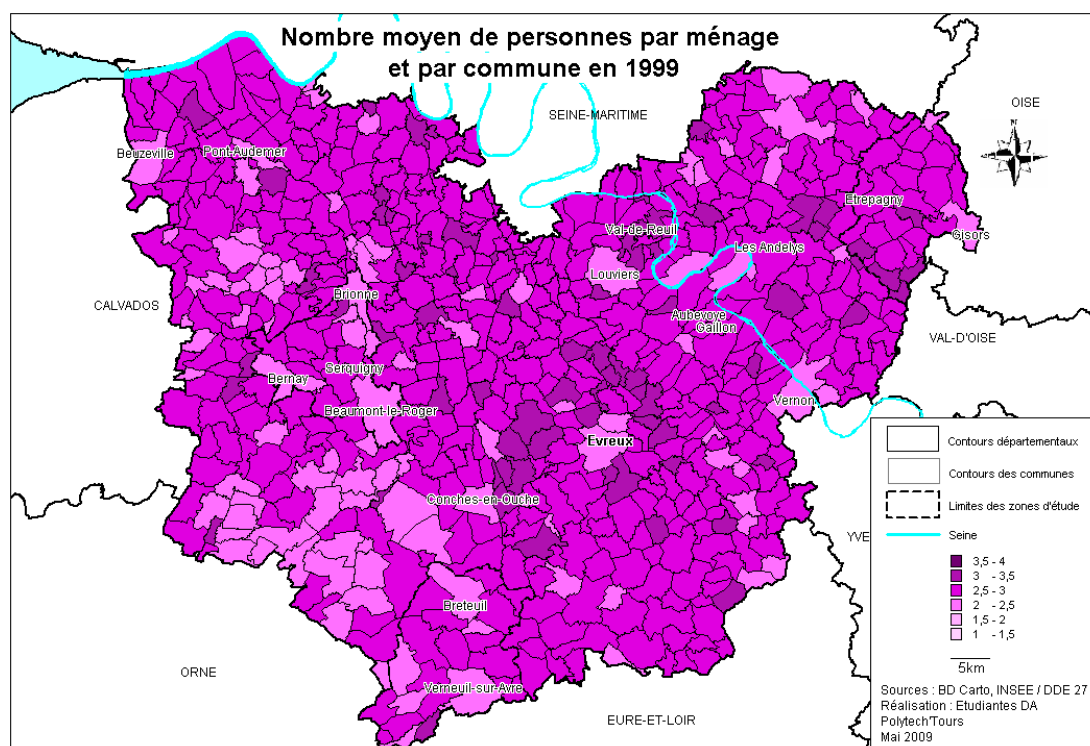 Nombre moyen de personnes par ménage
et par commune en 1999
SEINE-MARITIME
OISE
Beuzeville
Pont-Audemer
Etrepagny
Val-de-Reuil
Gisors
Les Andelys
Louviers
CALVADOS
Brionne
Aubevoye
Gaillon
VAL-D'OISE
Serquigny
Bernay
Beaumont-le-Roger
Vernon
Evreux
Conches-en-Ouche
Breteuil
Verneuil-sur-Avre
ORNE
EURE-ET-LOIR
YVE
Contours départementaux
Contours des communes
Limites des zones d'étude
Seine
3,5 - 4
3 - 3,5
2,5 - 3
2 - 2,5
1,5 - 2
1 - 1,5
5km
Sources : BD Carto, INSEE / DDE 27
Réalisation : Etudiantes DA
Polytech'Tours
Mai 2009